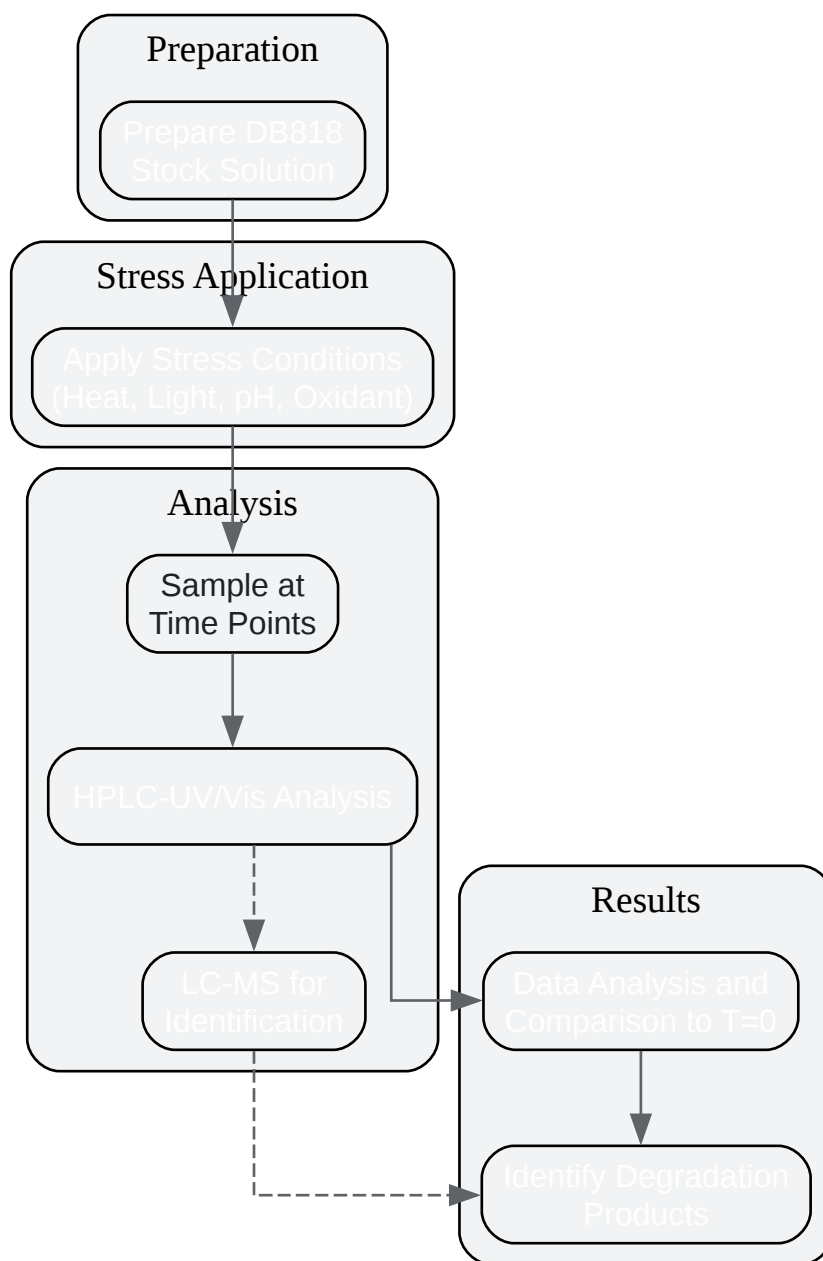 Preparation
Prepare DB818
Stock Solution
Stress Application
Apply Stress Conditions
(Heat, Light, pH, Oxidant)
Analysis
Sample at
Time Points
HPLC-UV/Vis Analysis
LC-MS for
Identification
Results
Data Analysis and
Comparison to T=0
Identify Degradation
Products